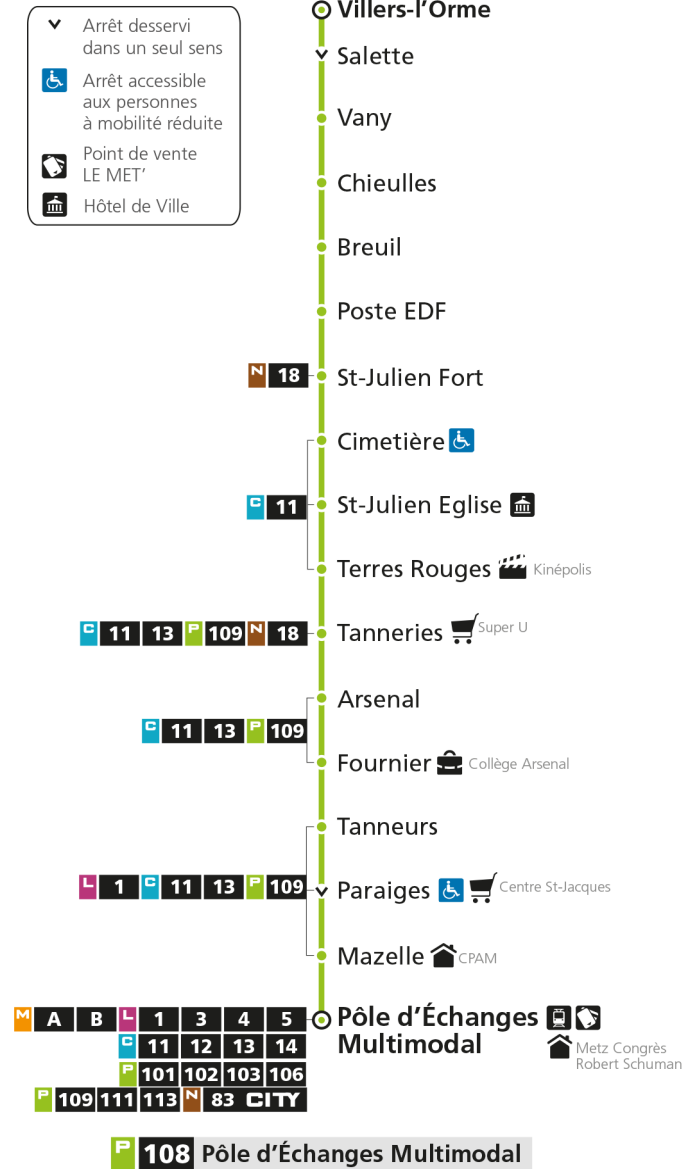 Villers-l'Orme
Arrêt desservi
dans un seul sens
Salette
Arrêt accessible
aux personnes
à mobilité réduite
Vany
Point de vente
LE MET'
Chieulles
Hôtel de Ville
Breuil
Poste EDF
N 18 St-Julien Fort
Cimetière
C 11 St-Julien Eglise
Terres Rouges Kinépolis
C 11 13 P 109 N 18 Tanneries Super U
Arsenal
C 11 13 P 109
Fournier Collège Arsenal
Tanneurs
L 1 C 11 13 P 109 Paraiges Centre St-Jacques
Mazelle CPAM
M A B L 1 3 4 5 Pôle d'Échanges
C 11 12 13 14 Multimodal
Metz Congrès
Robert Schuman
P 101 102 103 106
P 109 111 113 N 83 CITY
P 108 Pôle d'Échanges Multimodal